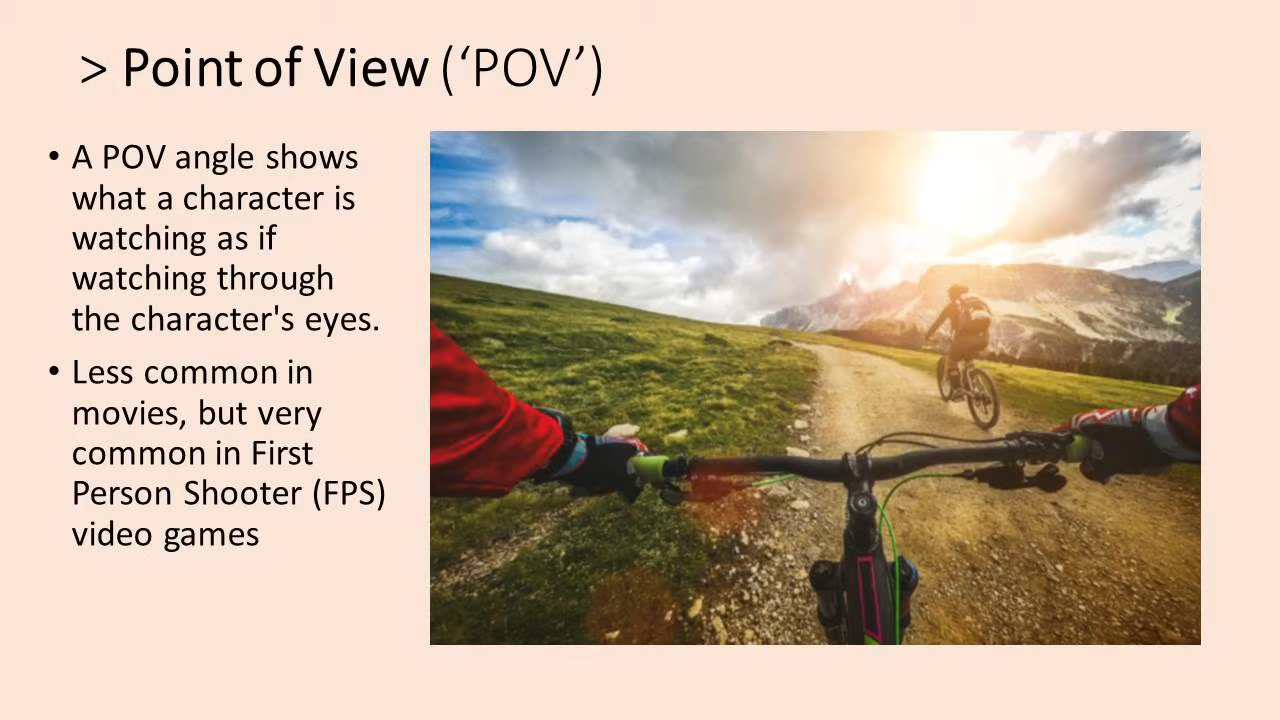 > Point of View (‘POV’)
• A POV angle shows
what a character is
watching as if
watching through
the character's eyes.
• Less common in
movies, but very
common in First
Person Shooter (FPS)
video games